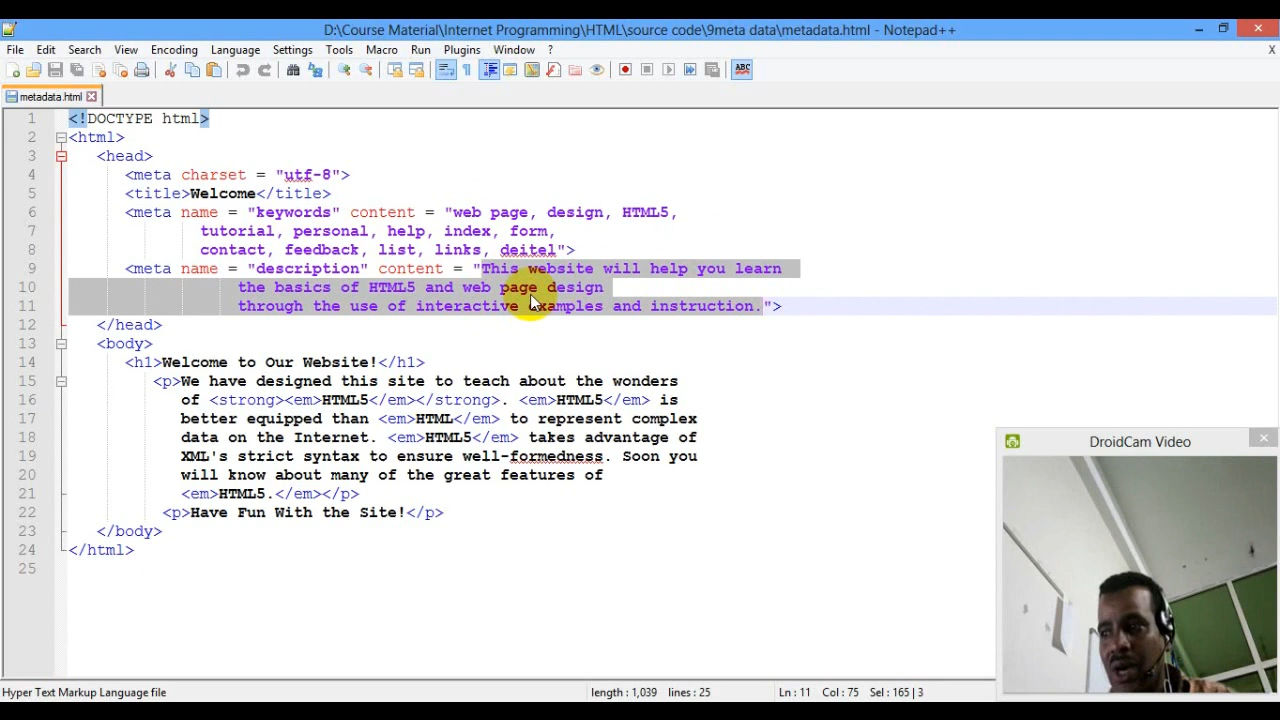 D:\Course Material\Internet Programming\HTML\source code\9meta data\metadata.html - Notepad++
File Edit Search View Encoding Language Settings Tools Macro Run Plugins Window ? X
metadata.html
1 <!DOCTYPE html>
2 <html>
3 <head>
4 <meta charset = "utf-8">
5 <title>Welcome</title>
6 <meta name = "keywords" content = "web page, design, HTML5,
7 tutorial, personal, help, index, form,
8 contact, feedback, list, links, deitel">
9 <meta name = "description" content = "This website will help you learn
10 the basics of HTML5 and web page design
11 through the use of interactive examples and instruction.">
12 </head>
13 <body>
14 <h1>Welcome to Our Website!</h1>
15 <p>We have designed this site to teach about the wonders
16 of <strong><em>HTML5</em></strong>. <em>HTML5</em> is
17 better equipped than <em>HTML</em> to represent complex
18 data on the Internet. <em>HTML5</em> takes advantage of
19 XML's strict syntax to ensure well-formedness. Soon you
20 will know about many of the great features of
21 <em>HTML5.</em></p>
22 <p>Have Fun With the Site!</p>
23 </body>
24 </html>
25
DroidCam Video
Hyper Text Markup Language file length : 1,039 lines : 25 Ln : 11 Col : 75 Sel : 165 | 3